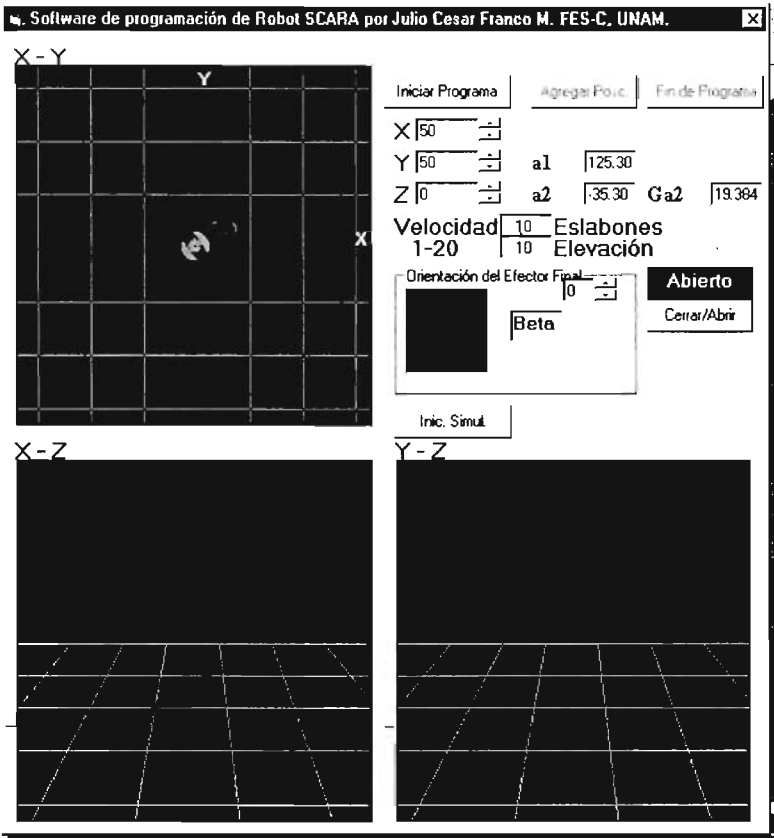 . Software de programación de Robot SCARA por Julio Cesar Franco M. FES-C, UNAM.
X - Y
Y
X
Iniciar Programa Agregar Posic. Fin de Programa
X 50
Y 50 a1 125.30
Z 0 a2 -35.30 Ga2 19.384
Velocidad 10 Eslabones
1-20 10 Elevación
Orientación del Efector Final
0
Beta
Abierto
Cerrar/Abrir
Inic. Simul.
X - Z
Y - Z